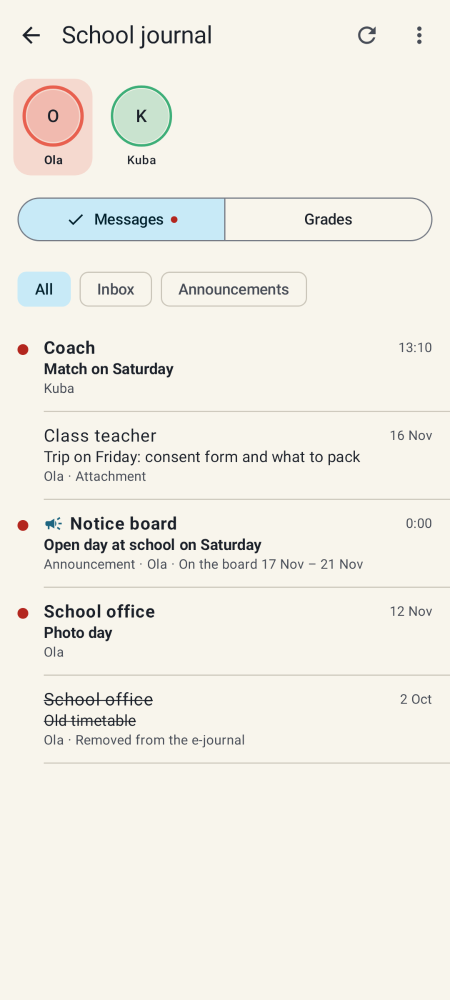 School journal
O
K
Ola
Kuba
Messages
Grades
All
Inbox
Announcements
Coach
13:10
Match on Saturday
Kuba
Class teacher
16 Nov
Trip on Friday: consent form and what to pack
Ola · Attachment
Notice board
0:00
Open day at school on Saturday
Announcement · Ola · On the board 17 Nov – 21 Nov
School office
12 Nov
Photo day
Ola
School office
2 Oct
Old timetable
Ola · Removed from the e-journal